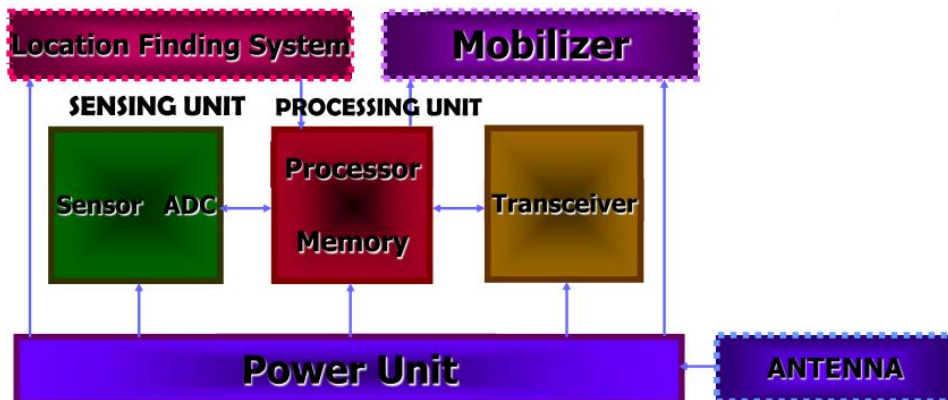 Location Finding System
Mobilizer
SENSING UNIT
PROCESSING UNIT
Processor
Sensor ADC
Transceiver
Memory
Power Unit
ANTENNA